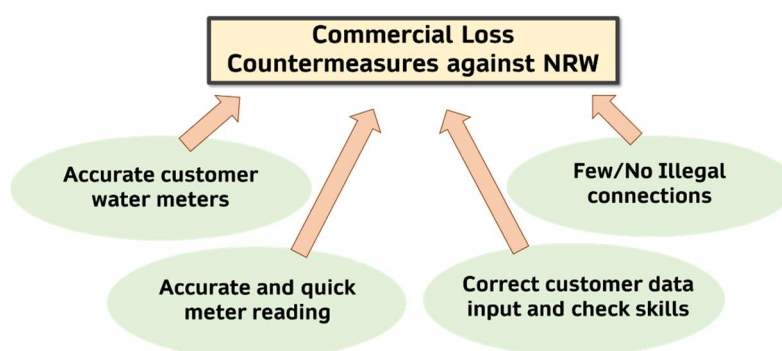 Commercial Loss
Countermeasures against NRW
Accurate customer
water meters
Few/No Illegal
connections
Accurate and quick
meter reading
Correct customer data
input and check skills